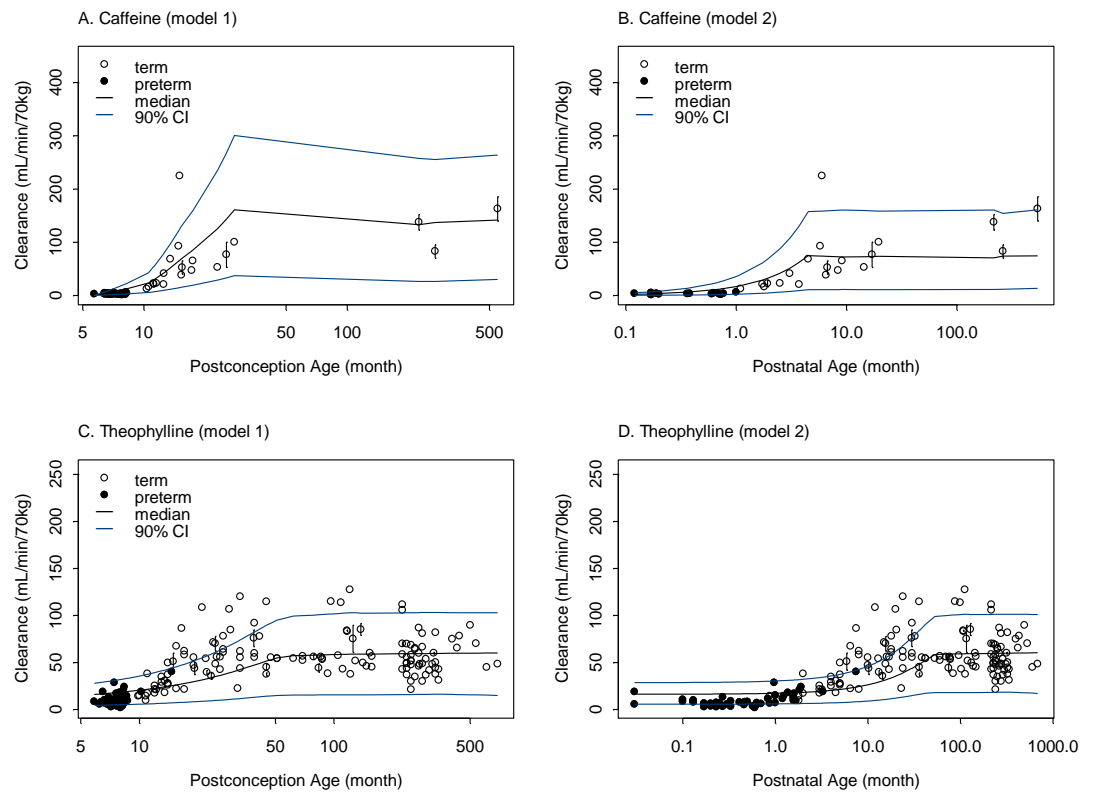 A. Caffeine (model 1)
Clearance (mL/min/70kg)
400
300
200
100
0
term
preterm
median
90% CI
5
10
50
100
500
Postconception Age (month)
B. Caffeine (model 2)
Clearance (mL/min/70kg)
400
300
200
100
0
term
preterm
median
90% CI
0.1
1.0
10.0
100.0
Postnatal Age (month)
C. Theophylline (model 1)
Clearance (mL/min/70kg)
250
200
150
100
50
0
term
preterm
median
90% CI
5
10
50
100
500
Postconception Age (month)
D. Theophylline (model 2)
Clearance (mL/min/70kg)
250
200
150
100
50
0
0.1
1.0
10.0
100.0
1000.0
Postnatal Age (month)